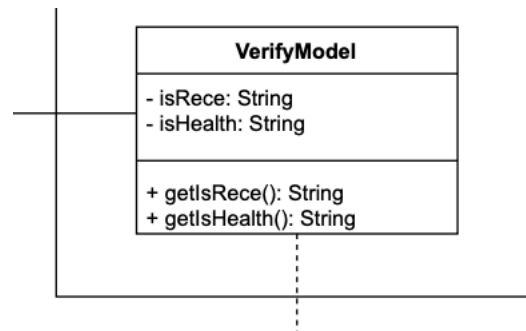 VerifyModel
- isRece: String
- isHealth: String
+ getIsRece(): String
+ getIsHealth(): String